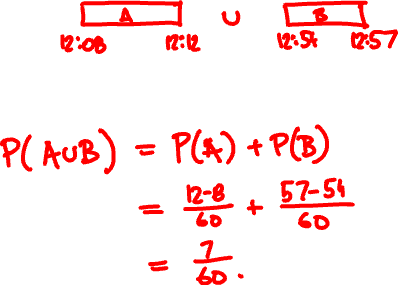 A ∪ B
12:08 12:12 12:54 12:57
P(A∪B) = P(A) + P(B)
= 12-8/60 + 57-54/60
= 7/60.